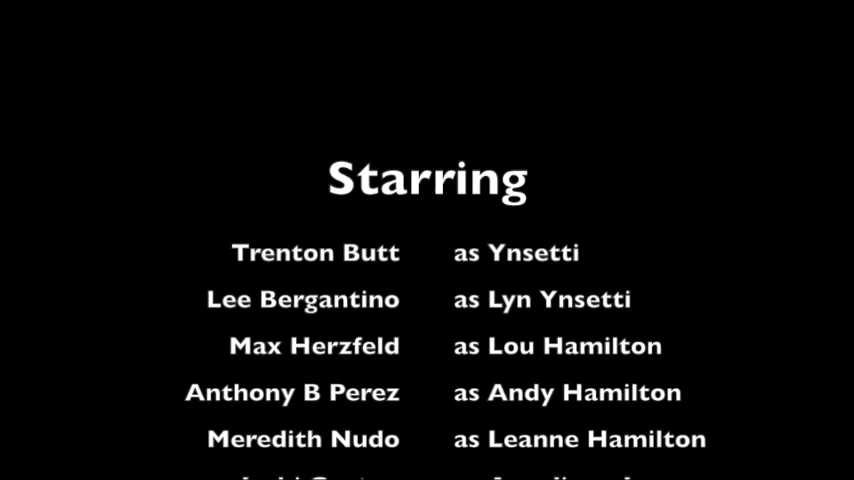 Starring
Trenton Butt as Ynsetti
Lee Bergantino as Lyn Ynsetti
Max Herzfeld as Lou Hamilton
Anthony B Perez as Andy Hamilton
Meredith Nudo as Leanne Hamilton